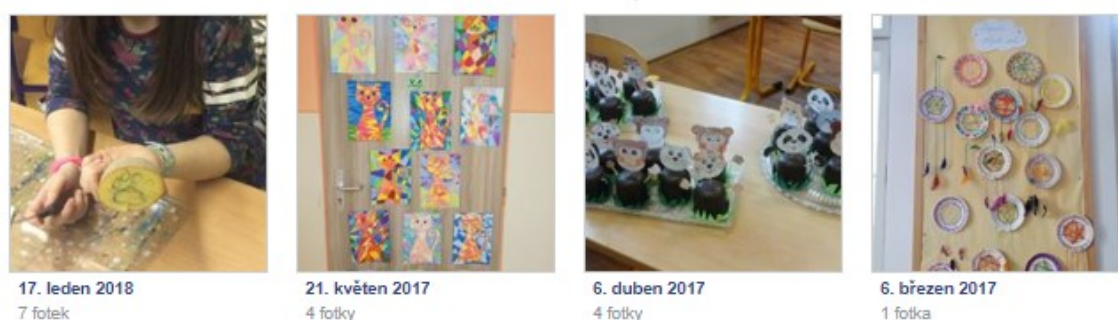 17. leden 2018
7 fotek
21. květen 2017
4 fotky
6. duben 2017
4 fotky
6. březen 2017
1 fotka